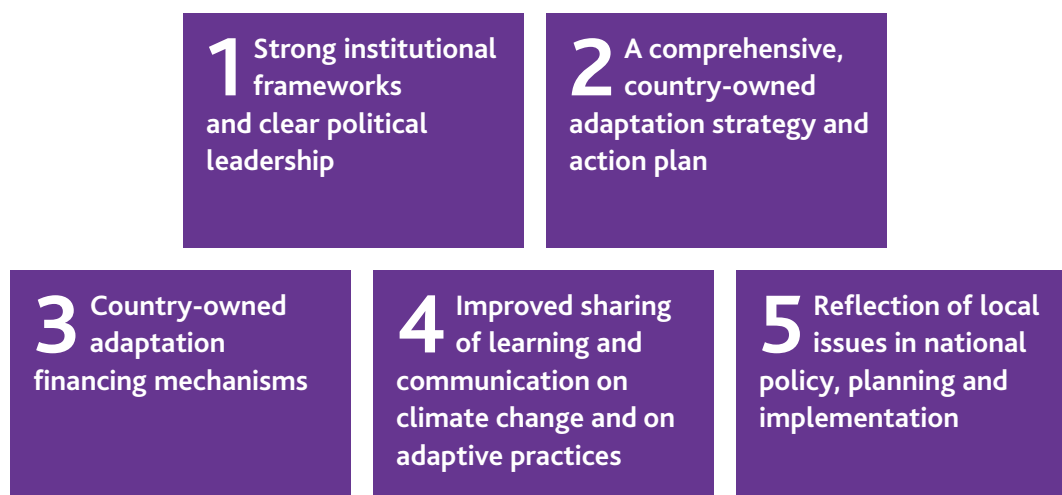 1 Strong institutional
frameworks
and clear political
leadership
2 A comprehensive,
country-owned
adaptation strategy and
action plan
3 Country-owned
adaptation
financing mechanisms
4 Improved sharing
of learning and
communication on
climate change and on
adaptive practices
5 Reflection of local
issues in national
policy, planning and
implementation